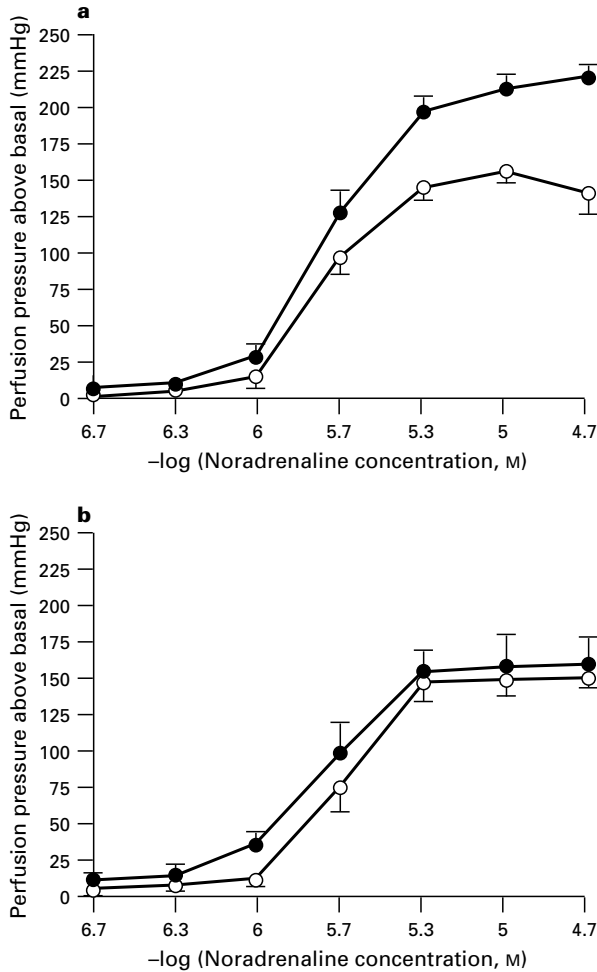 a
Perfusion pressure above basal (mmHg)
250
225
200
175
150
125
100
75
50
25
0
6.7 6.3 6 5.7 5.3 5 4.7
–log (Noradrenaline concentration, M)
b
Perfusion pressure above basal (mmHg)
250
225
200
175
150
125
100
75
50
25
0
6.7 6.3 6 5.7 5.3 5 4.7
–log (Noradrenaline concentration, M)